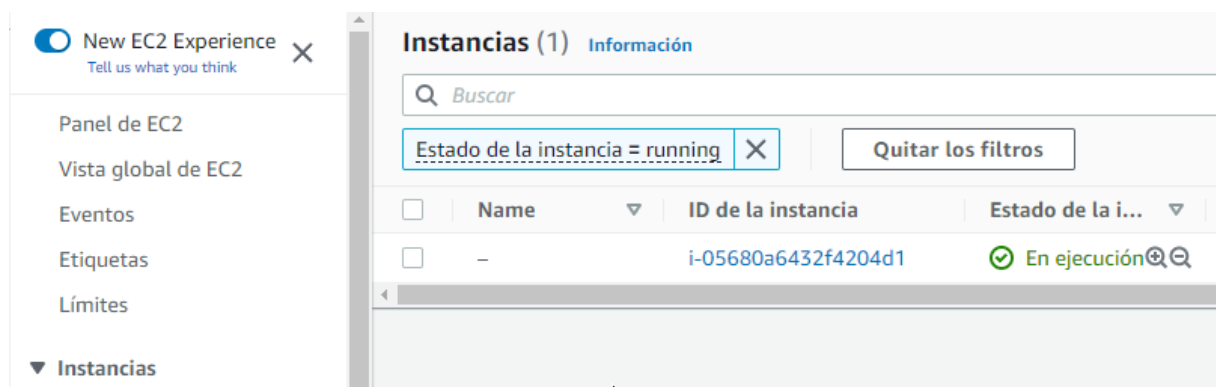 New EC2 Experience
Tell us what you think
Panel de EC2
Vista global de EC2
Eventos
Etiquetas
Límites
Instancias
Instancias (1) Información
Buscar
Estado de la instancia = running
Quitar los filtros
Name ID de la instancia Estado de la i...
– i-05680a6432f4204d1 En ejecución